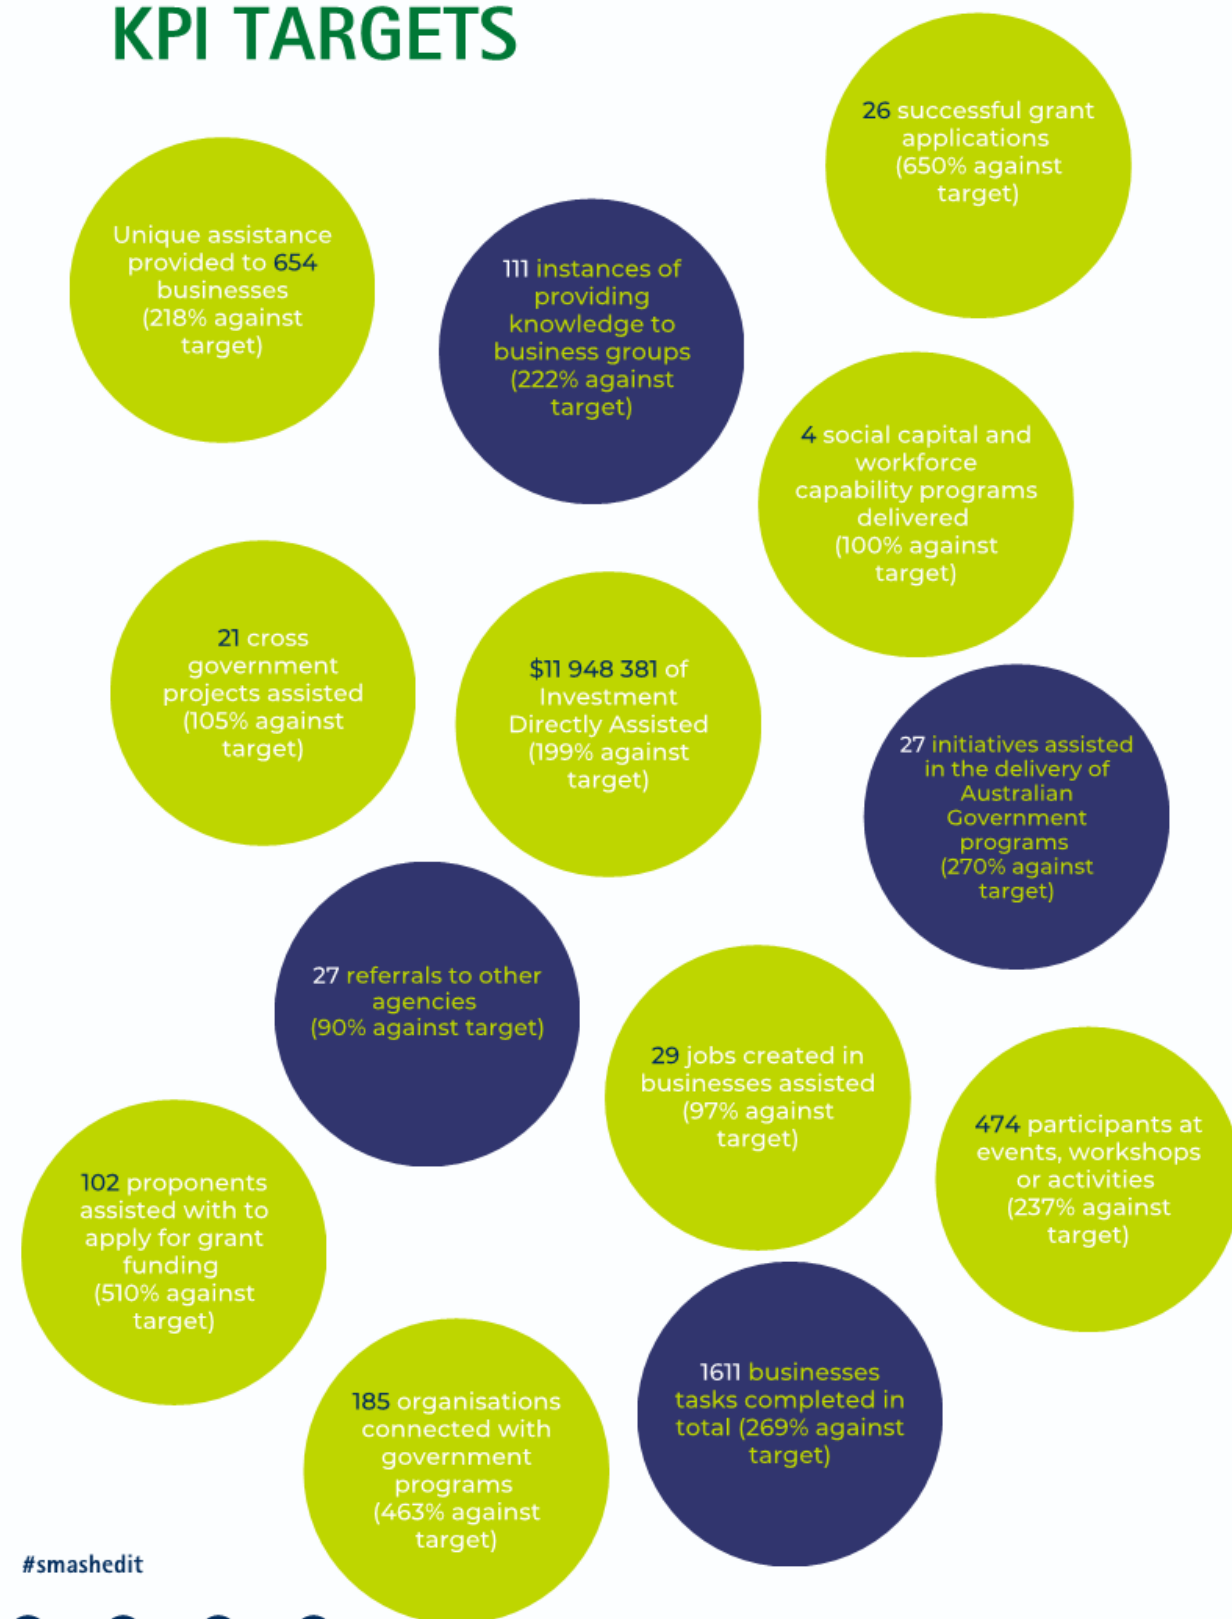 KPI TARGETS
26 successful grant
applications
(650% against
target)
Unique assistance
provided to 654
businesses
(218% against
target)
111 instances of
providing
knowledge to
business groups
(222% against
target)
4 social capital and
workforce
capability programs
delivered
(100% against
target)
21 cross
government
projects assisted
(105% against
target)
$11 948 381 of
Investment
Directly Assisted
(199% against
target)
27 initiatives assisted
in the delivery of
Australian
Government
programs
(270% against
target)
27 referrals to other
agencies
(90% against target)
29 jobs created in
businesses assisted
(97% against
target)
474 participants at
events, workshops
or activities
(237% against
target)
102 proponents
assisted with to
apply for grant
funding
(510% against
target)
1611 businesses
tasks completed in
total (269% against
target)
185 organisations
connected with
government
programs
(463% against
target)
#smashedit